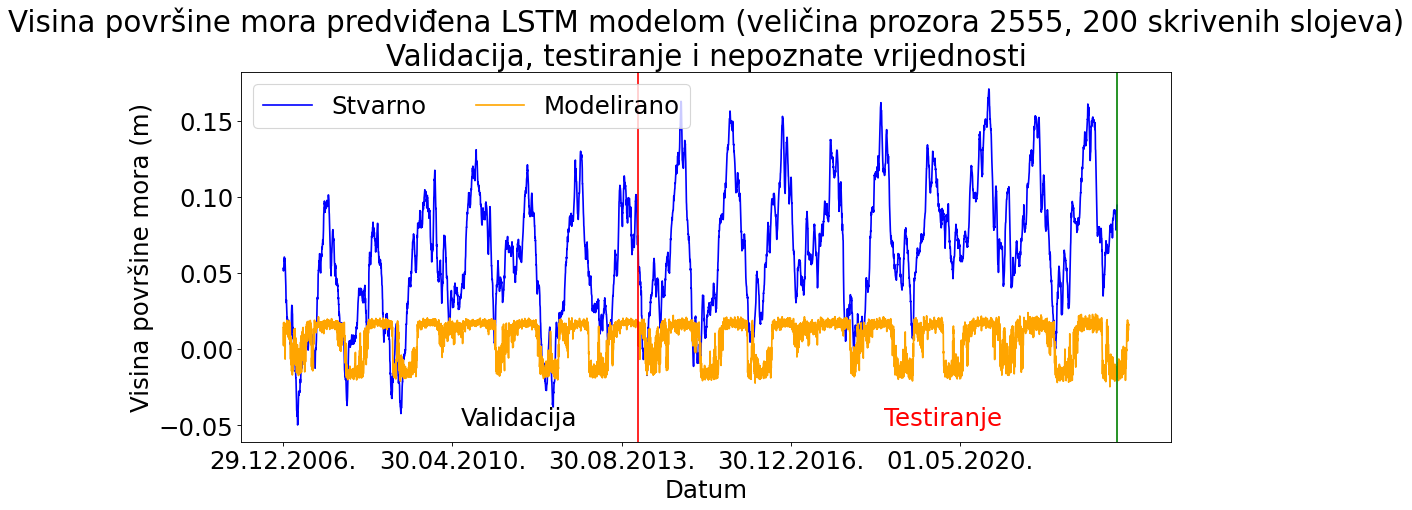 Visina površine mora predviđena LSTM modelom (veličina prozora 2555, 200 skrivenih slojeva)
Validacija, testiranje i nepoznate vrijednosti
Stvarno
Modelirano
Visina površine mora (m)
0.15
0.10
0.05
0.00
−0.05
Validacija
Testiranje
29.12.2006.
30.04.2010.
30.08.2013.
30.12.2016.
01.05.2020.
Datum